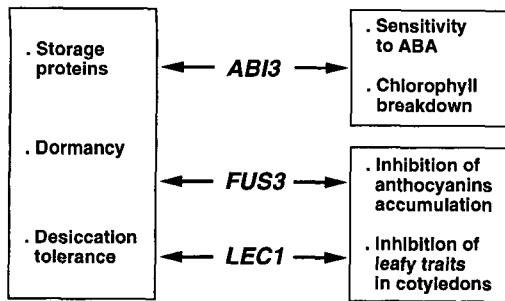 . Storage
proteins
. Dormancy
. Desiccation
tolerance
ABI3
FUS3
LEC1
. Sensitivity
to ABA
. Chlorophyll
breakdown
. Inhibition of
anthocyanins
accumulation
. Inhibition of
leafy traits
in cotyledons